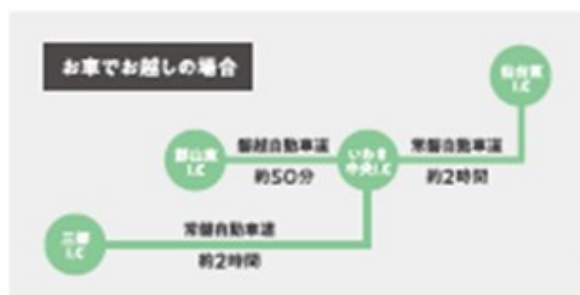 お車でお越しの場合
仙台東
I.C
郡山東
I.C
磐越自動車道
約50分
いわき
中央I.C
常磐自動車道
約2時間
三郷
I.C
常磐自動車道
約2時間